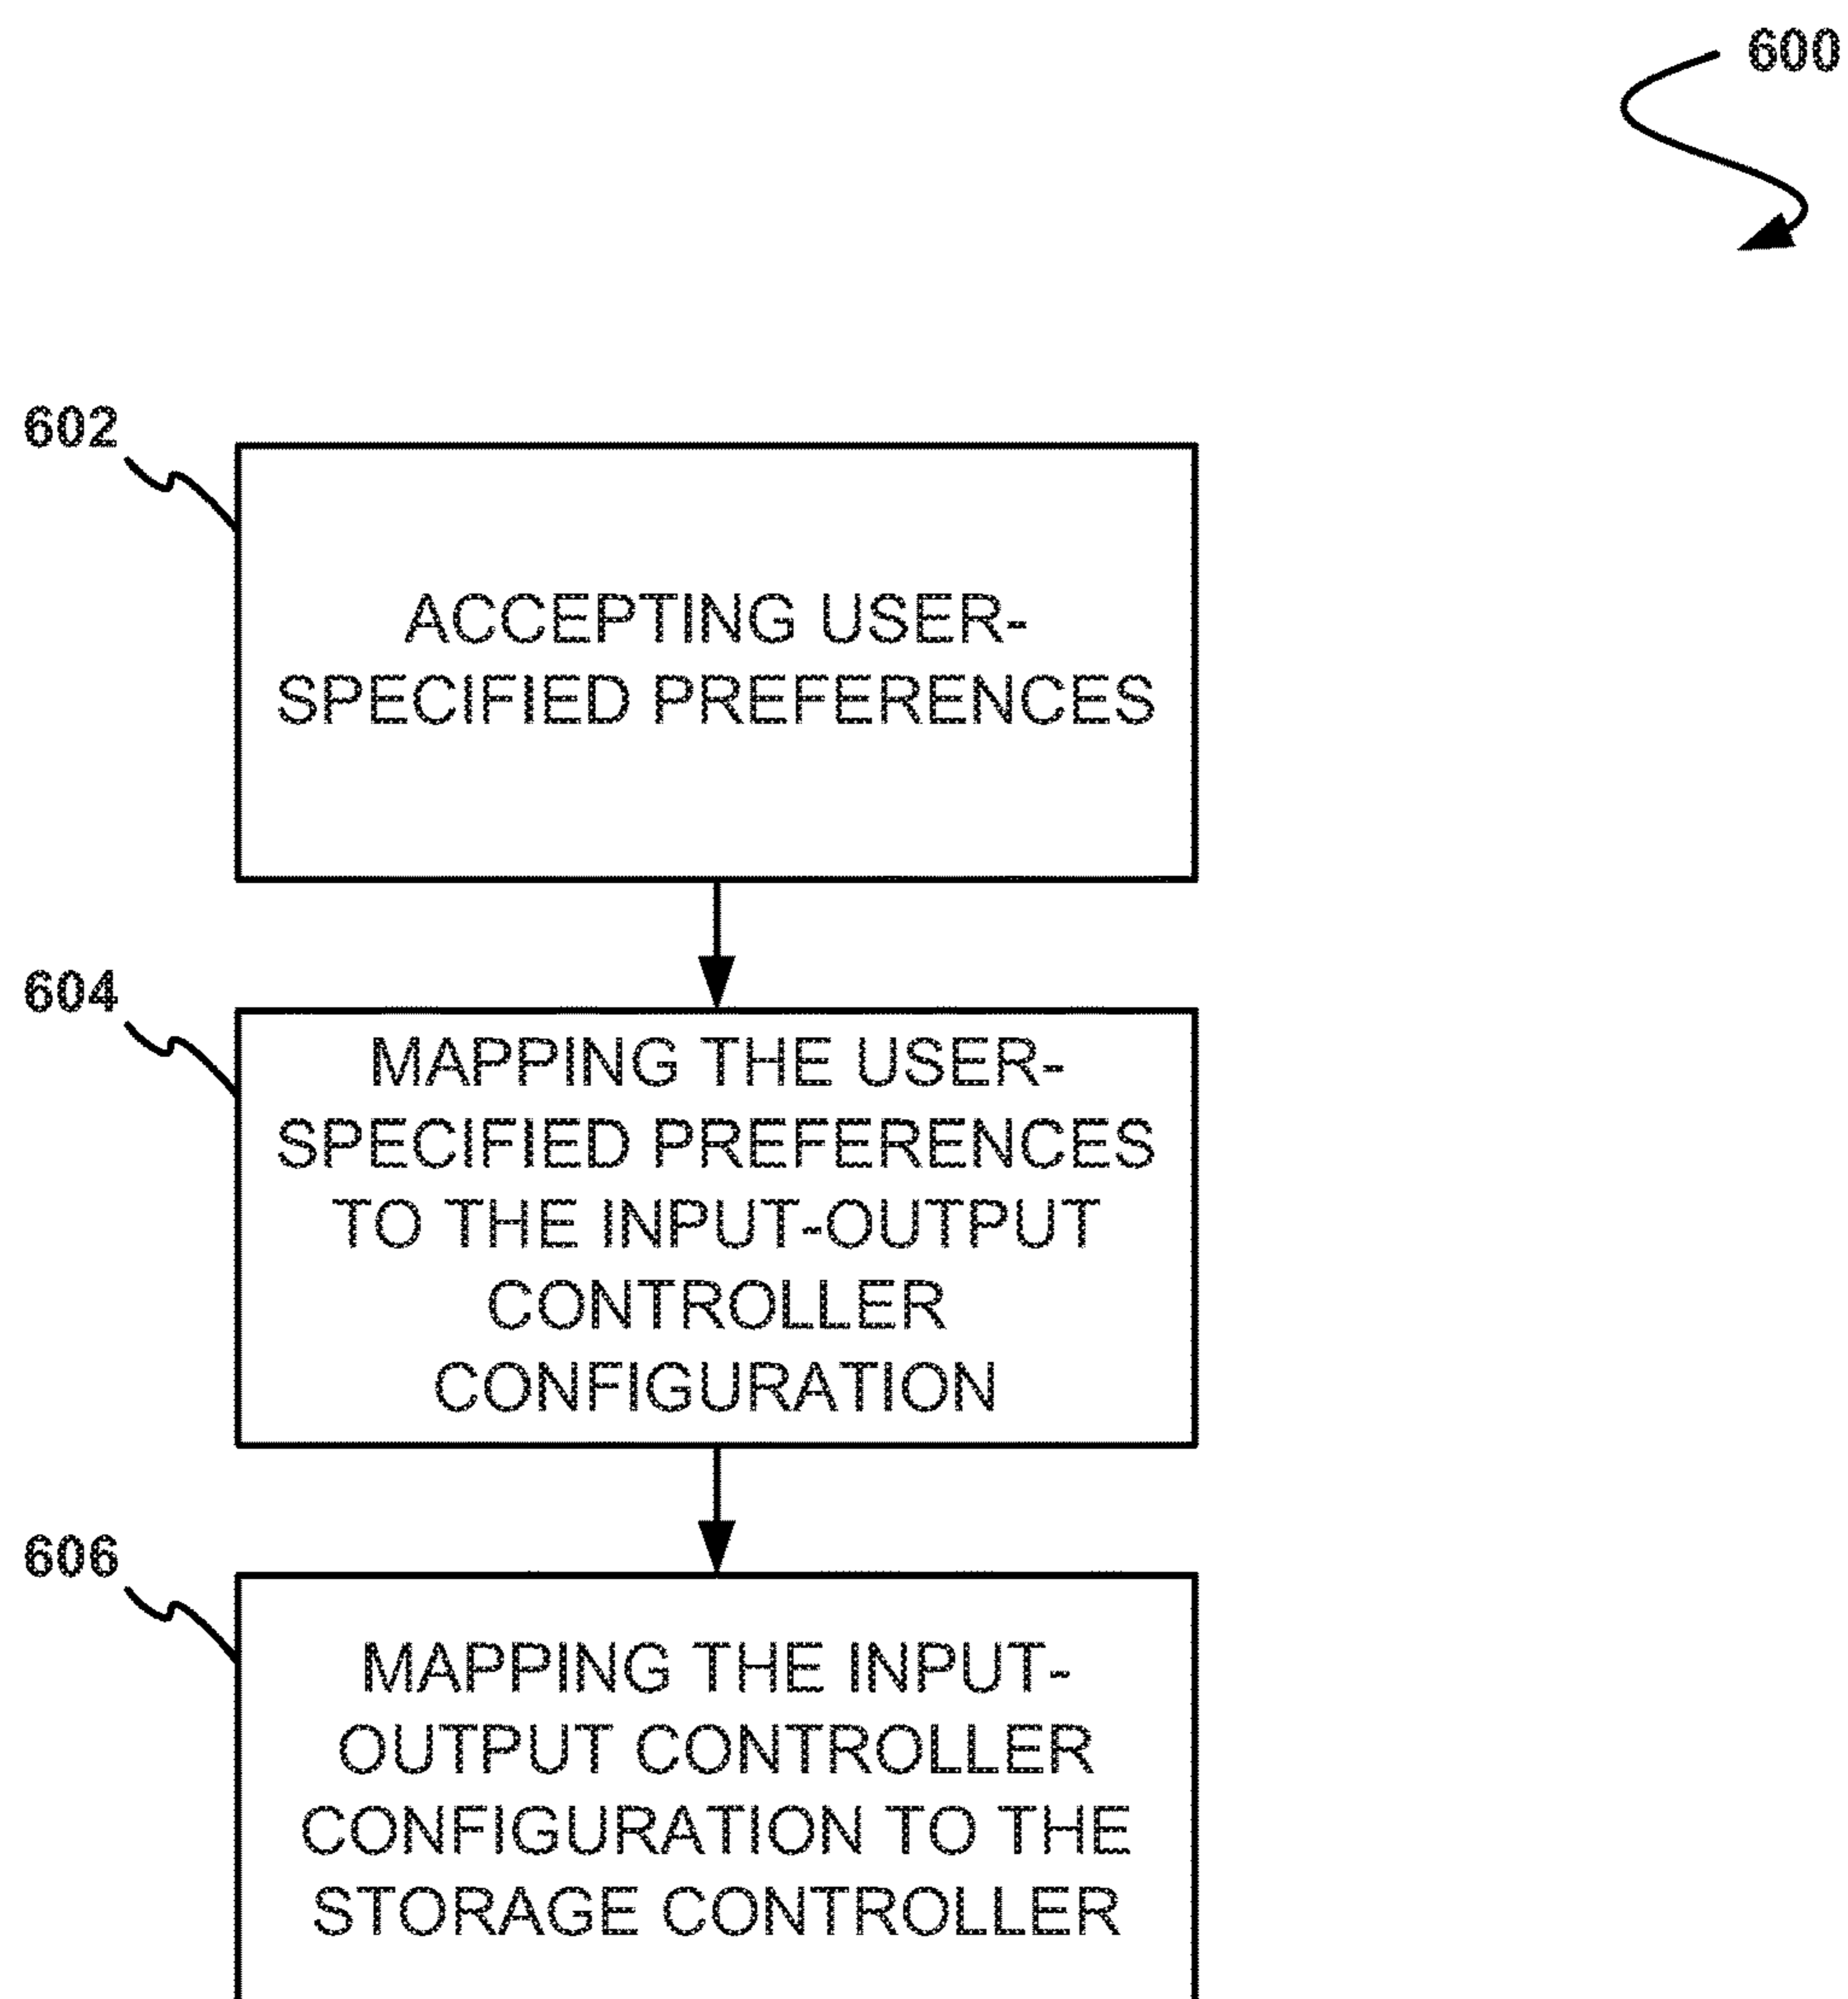 600
602
ACCEPTING USER-
SPECIFIED PREFERENCES
604
MAPPING THE USER-
SPECIFIED PREFERENCES
TO THE INPUT-OUTPUT
CONTROLLER
CONFIGURATION
606
MAPPING THE INPUT-
OUTPUT CONTROLLER
CONFIGURATION TO THE
STORAGE CONTROLLER